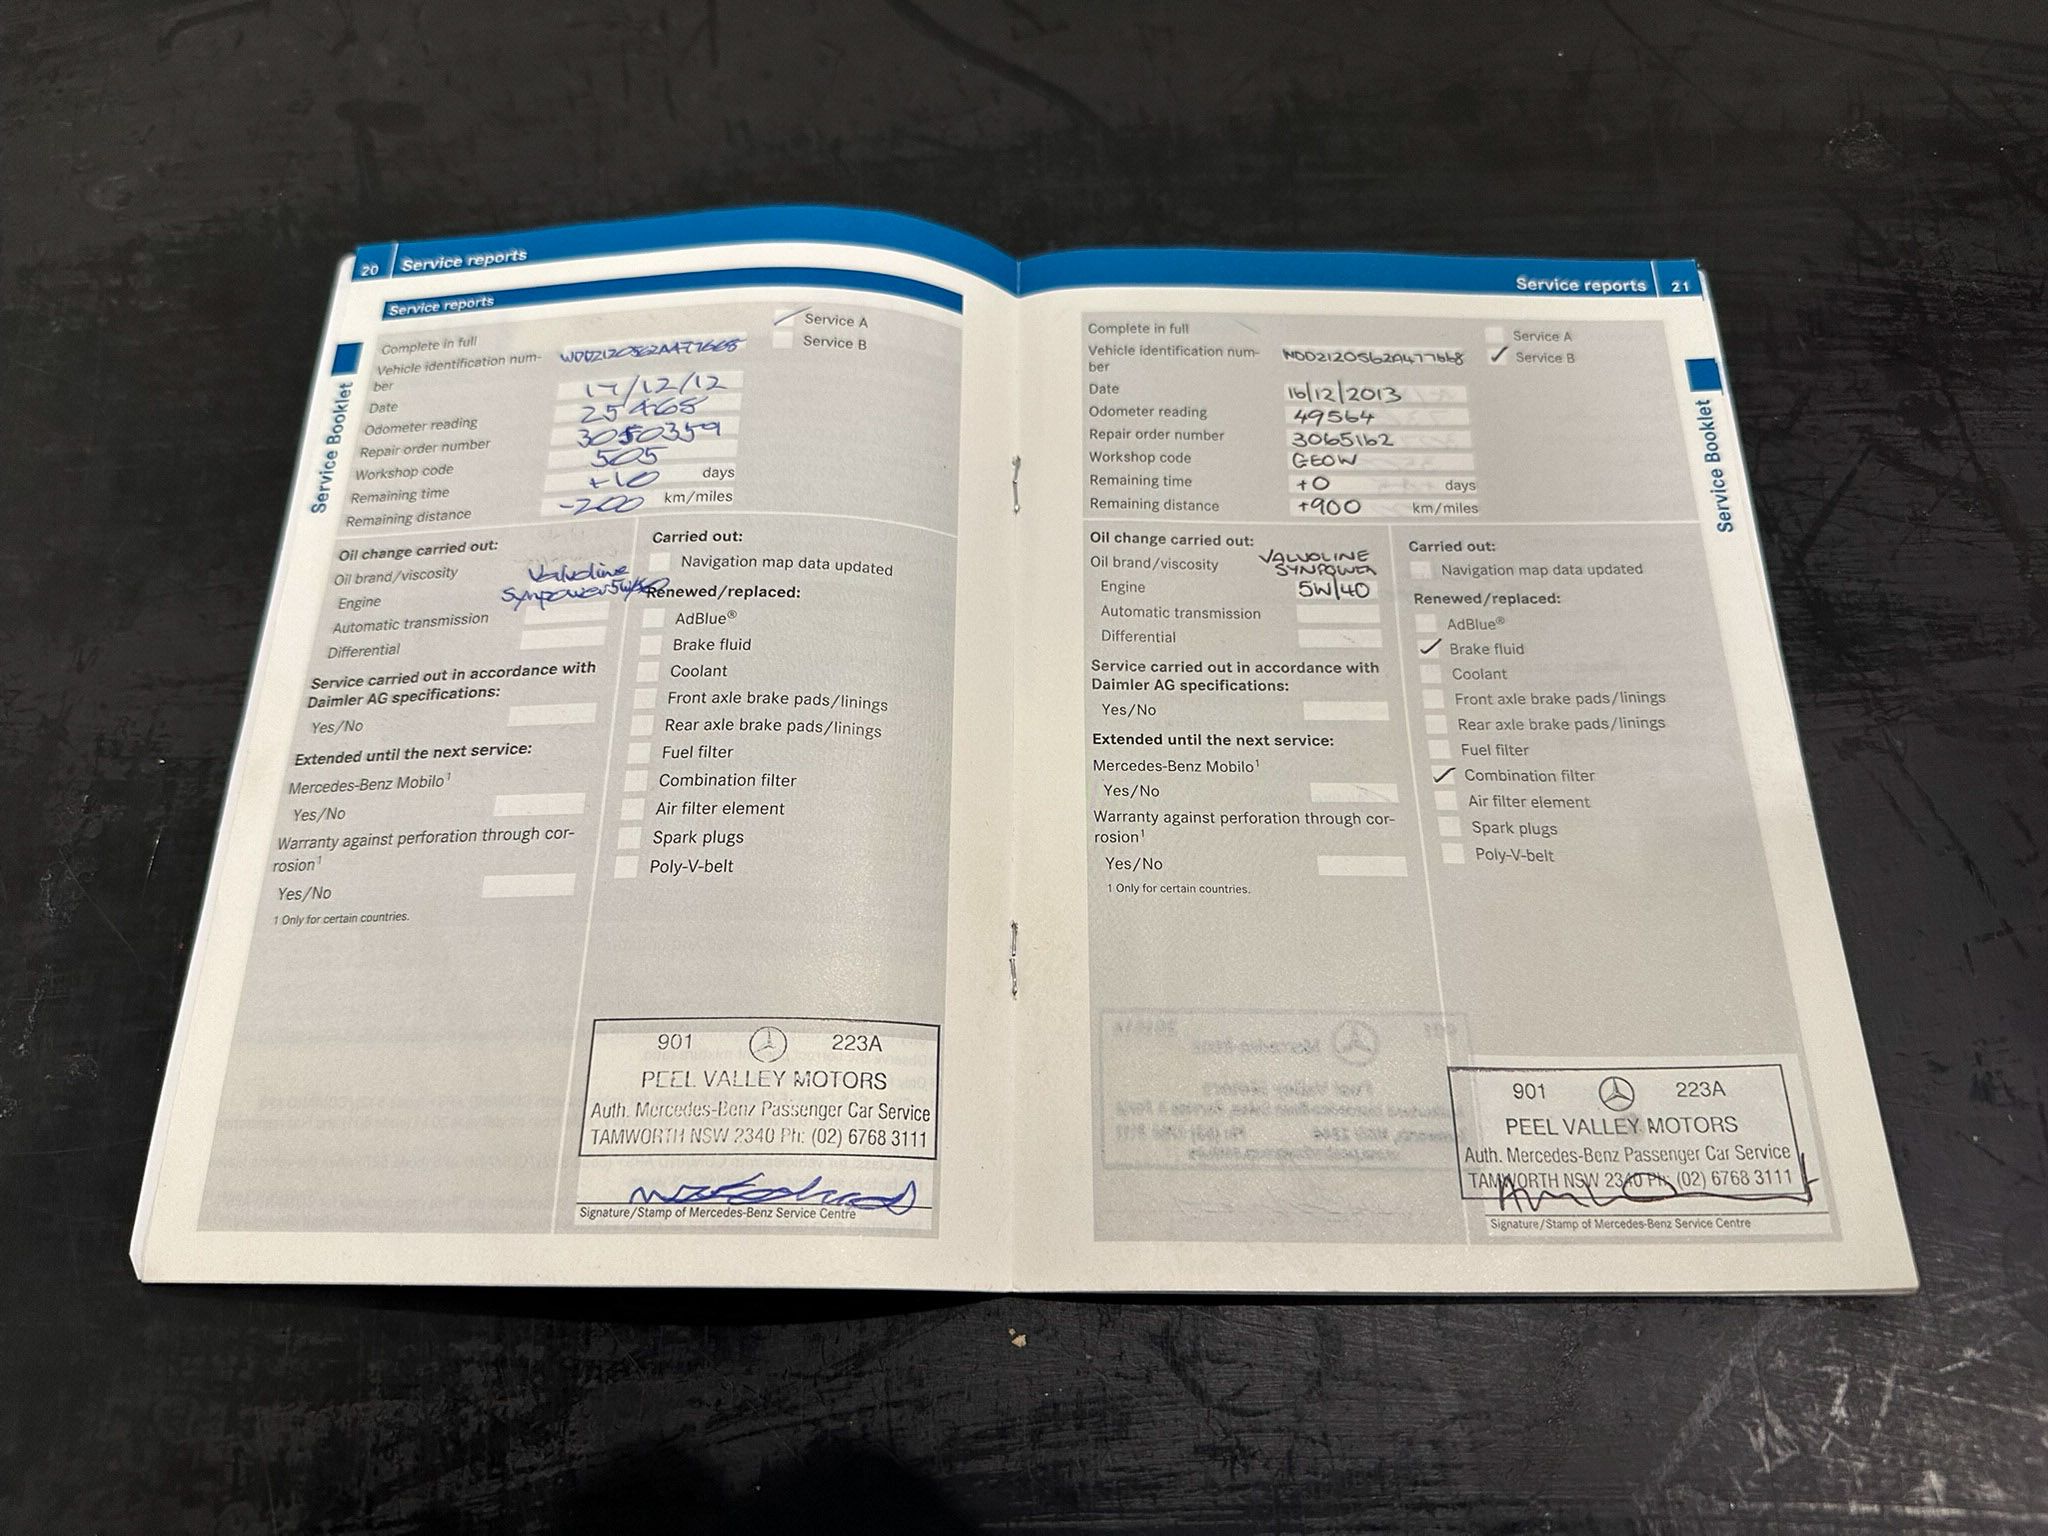 20 Service reports
Service reports
Service Booklet
Complete in full
Service A
Service B
Vehicle identification num-
ber WDD2120562A477668
Date 17/12/12
Odometer reading 25468
Repair order number 3050359
Workshop code 505
Remaining time +10 days
Remaining distance -200 km/miles
Oil change carried out:
Oil brand/viscosity Valvoline
Engine Synpower 5W/40
Automatic transmission
Differential
Service carried out in accordance with
Daimler AG specifications:
Yes/No
Extended until the next service:
Mercedes-Benz Mobilo¹
Yes/No
Warranty against perforation through cor-
rosion¹
Yes/No
1 Only for certain countries.
Carried out:
Navigation map data updated
Renewed/replaced:
AdBlue®
Brake fluid
Coolant
Front axle brake pads/linings
Rear axle brake pads/linings
Fuel filter
Combination filter
Air filter element
Spark plugs
Poly-V-belt
901 223A
PEEL VALLEY MOTORS
Auth. Mercedes-Benz Passenger Car Service
TAMWORTH NSW 2340 Ph: (02) 6768 3111
Signature/Stamp of Mercedes-Benz Service Centre
Service reports 21
Service Booklet
Complete in full
Service A
✓ Service B
Vehicle identification num-
ber WDD2120562A477668
Date 16/12/2013
Odometer reading 49564
Repair order number 3065162
Workshop code GEOW
Remaining time +0 days
Remaining distance +900 km/miles
Oil change carried out:
Oil brand/viscosity VALVOLINE SYNPOWER
Engine 5W/40
Automatic transmission
Differential
Service carried out in accordance with
Daimler AG specifications:
Yes/No
Extended until the next service:
Mercedes-Benz Mobilo¹
Yes/No
Warranty against perforation through cor-
rosion¹
Yes/No
1 Only for certain countries.
Carried out:
Navigation map data updated
Renewed/replaced:
AdBlue®
✓ Brake fluid
Coolant
Front axle brake pads/linings
Rear axle brake pads/linings
Fuel filter
✓ Combination filter
Air filter element
Spark plugs
Poly-V-belt
901 223A
PEEL VALLEY MOTORS
Auth. Mercedes-Benz Passenger Car Service
TAMWORTH NSW 2340 Ph: (02) 6768 3111
Signature/Stamp of Mercedes-Benz Service Centre